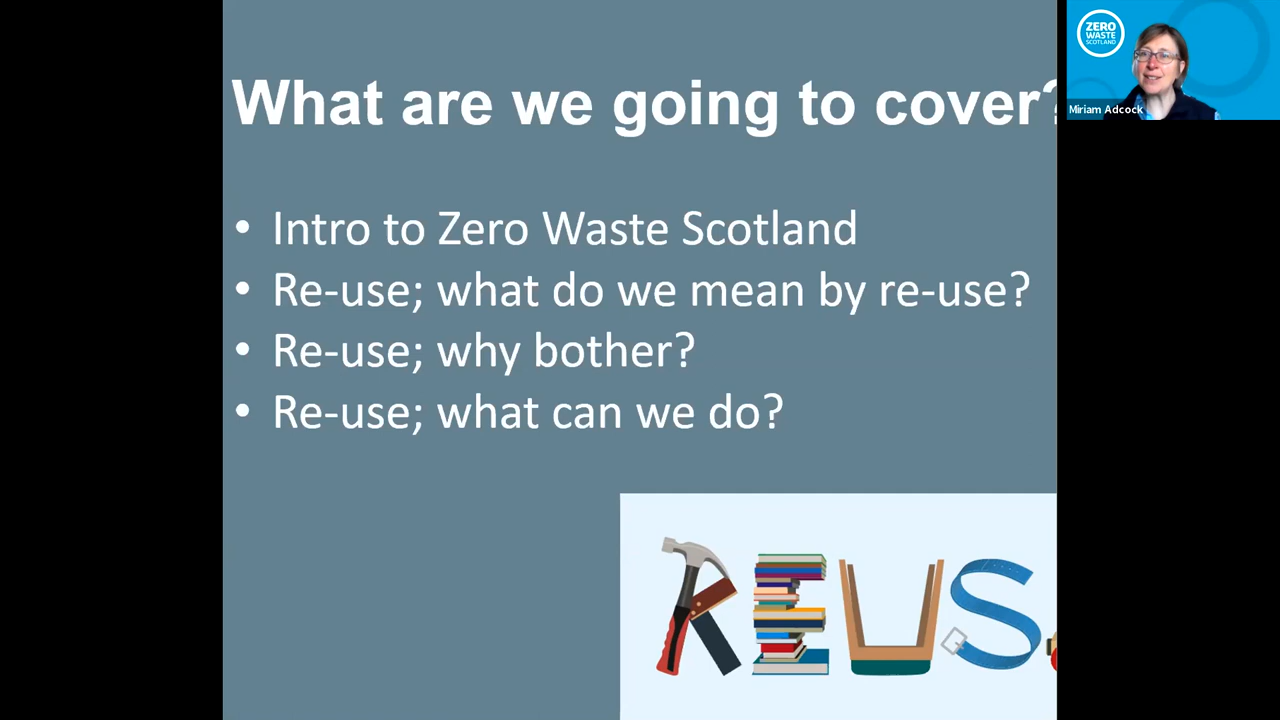 What are we going to cover?
• Intro to Zero Waste Scotland
• Re-use; what do we mean by re-use?
• Re-use; why bother?
• Re-use; what can we do?
REUS
ZERO
WASTE
SCOTLAND
Miriam Adcock